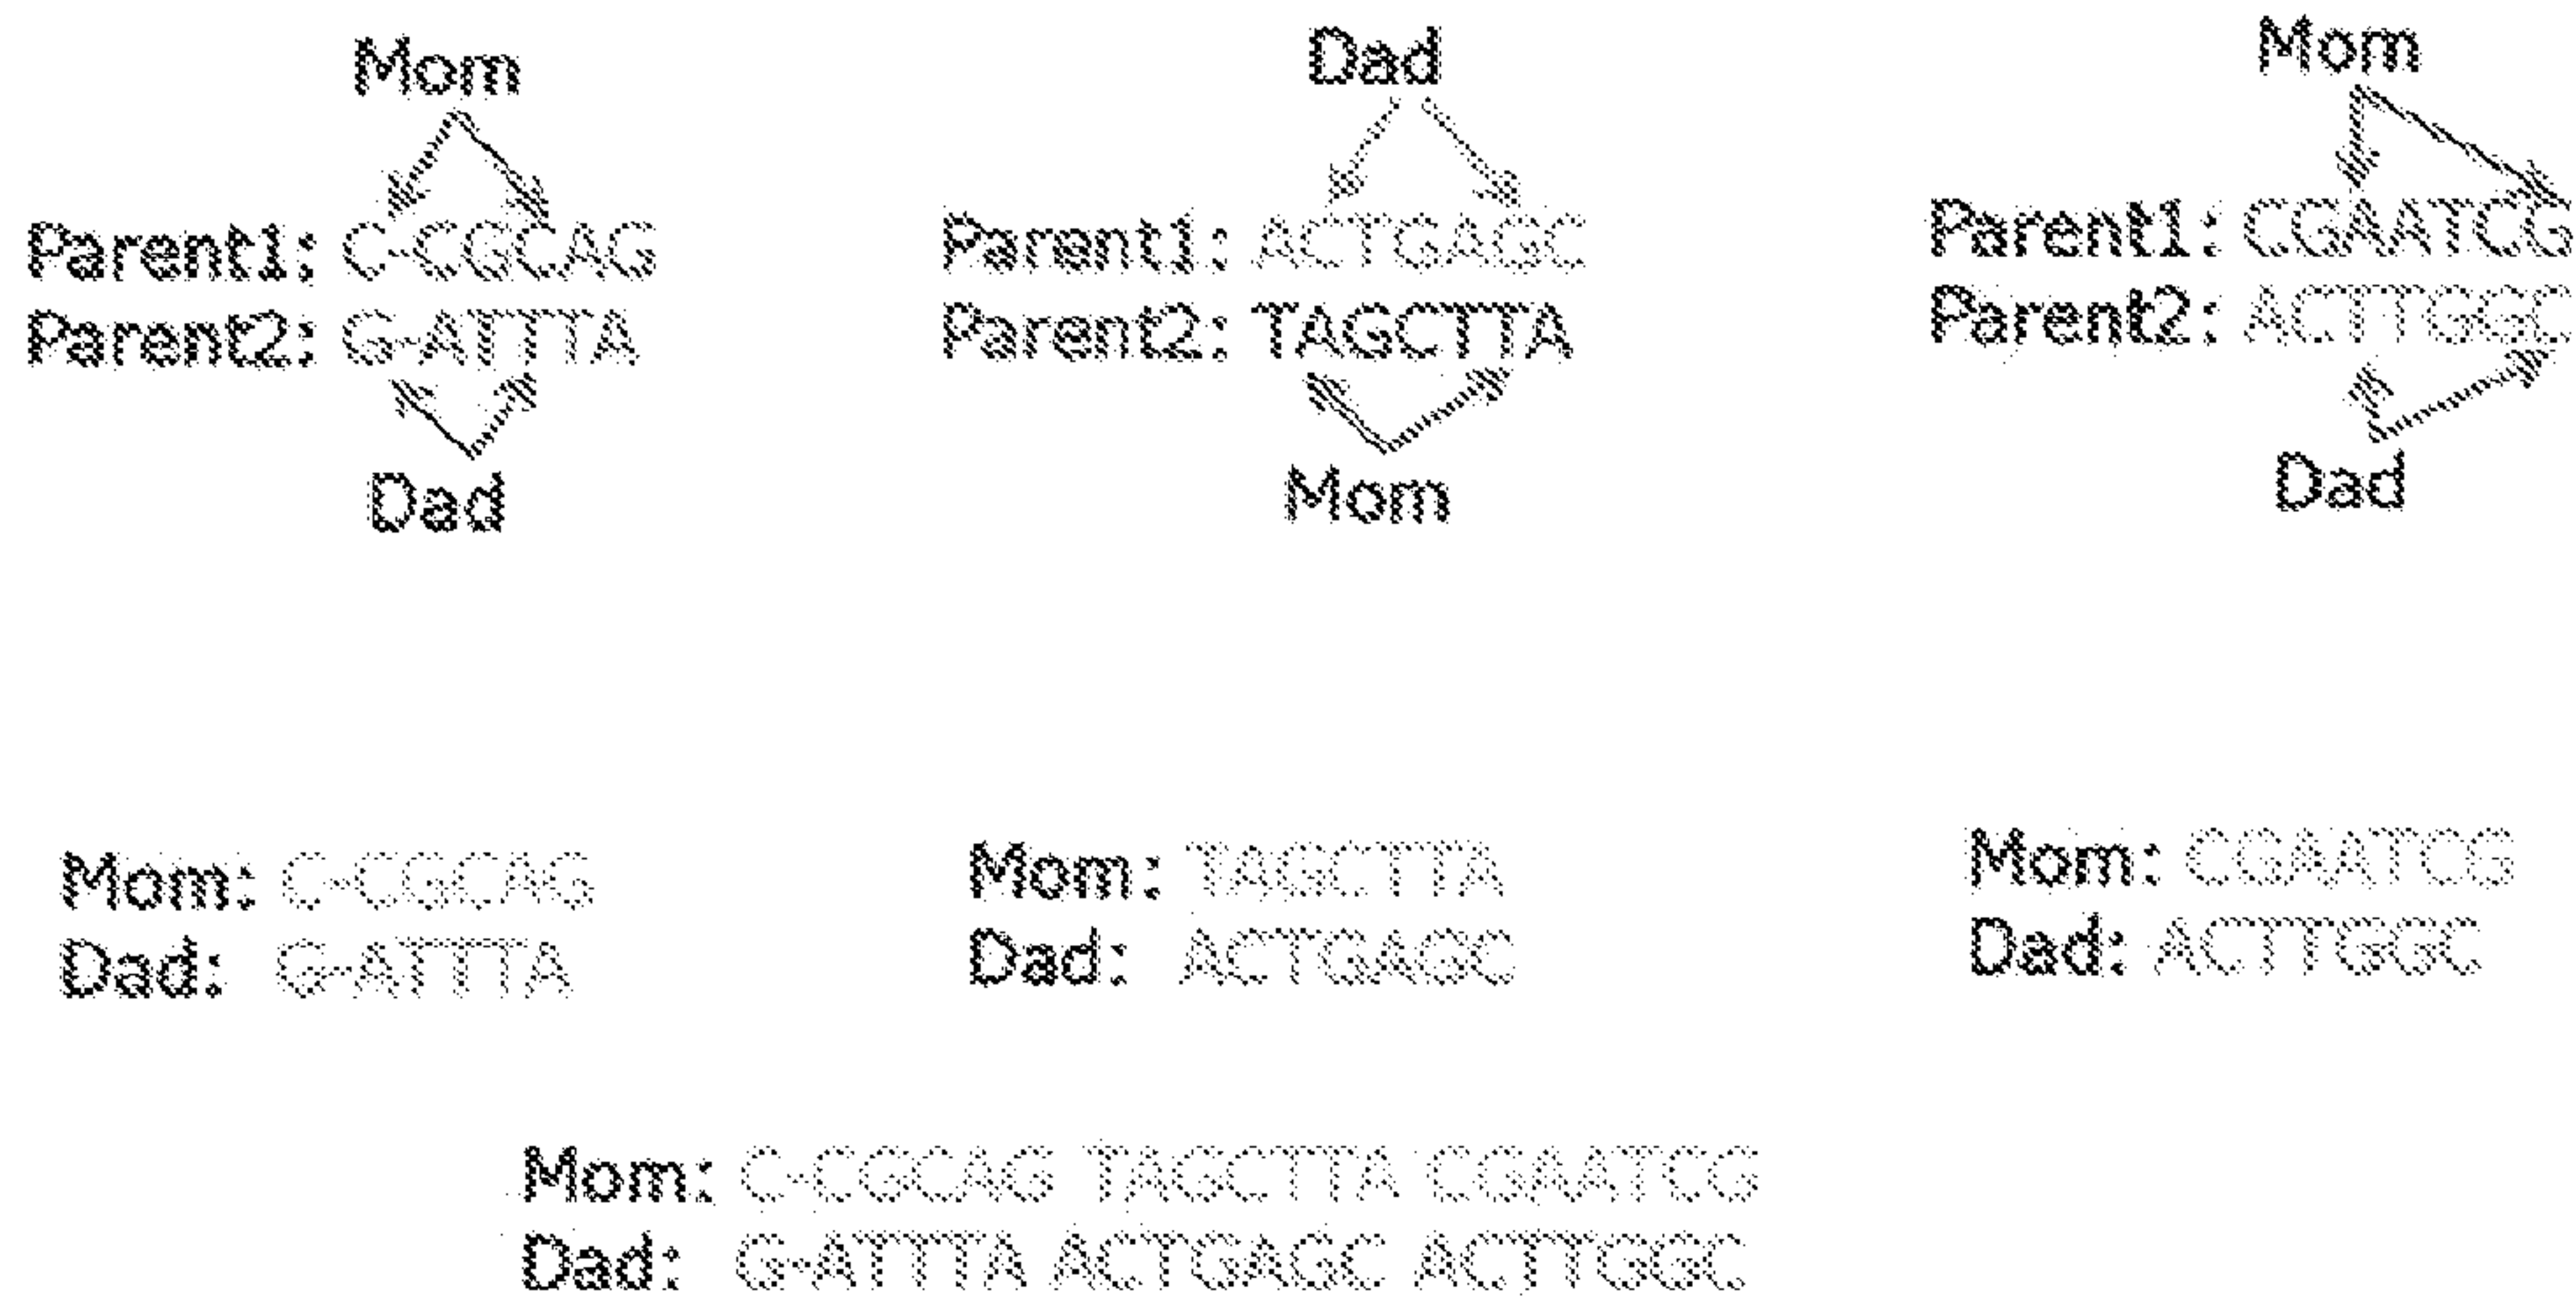 Mom
Dad
Mom
Parent1: C-CGCAG
Parent2: G-ATTTA
Parent1: ACTGAGC
Parent2: TAGCTTA
Parent1: CGAATCG
Parent2: ACTTGGC
Dad
Mom
Dad
Mom: C-CGCAG
Dad: G-ATTTA
Mom: TAGCTTA
Dad: ACTGAGC
Mom: CGAATCG
Dad: ACTTGGC
Mom: C-CGCAG TAGCTTA CGAATCG
Dad: G-ATTTA ACTGAGC ACTTGGC